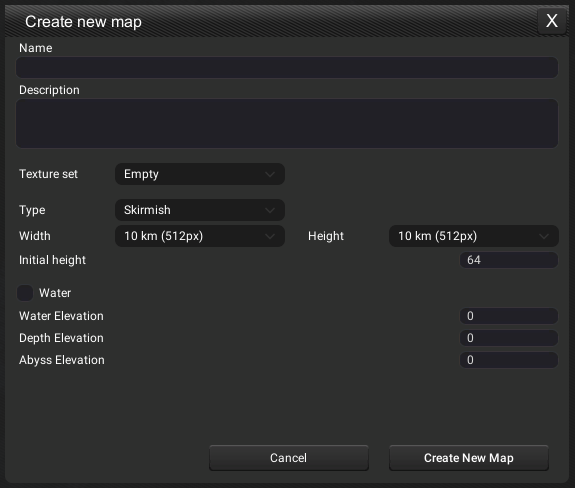 Create new map X
Name
Description
Texture set Empty
Type Skirmish
Width 10 km (512px) Height 10 km (512px)
Initial height 64
Water
Water Elevation 0
Depth Elevation 0
Abyss Elevation 0
Cancel Create New Map